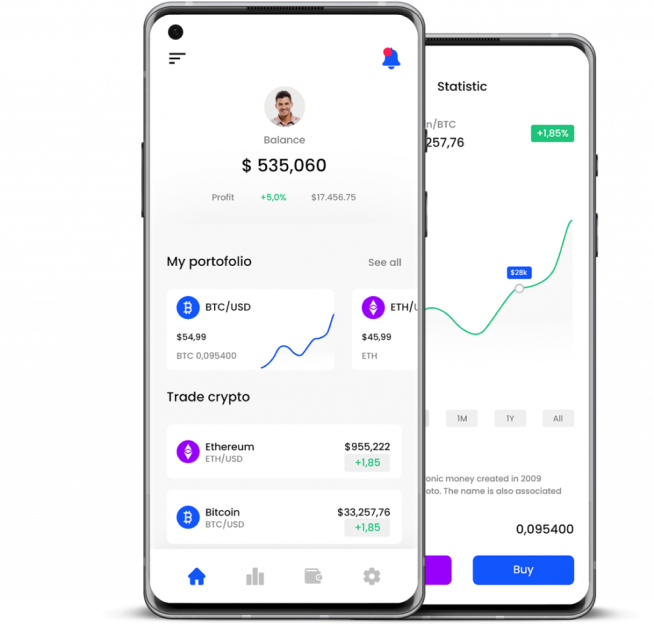 Balance
$ 535,060
Profit +5,0% $17.456.75
My portofolio See all
BTC/USD
$54,99
BTC 0,095400
ETH/U
$45,99
ETH
Trade crypto
Ethereum $955,222
ETH/USD +1,85
Bitcoin $33,257,76
BTC/USD +1,85
Statistic
n/BTC
257,76
+1,85%
$28k
1M 1Y All
onic money created in 2009
oto. The name is also associated
0,095400
Buy